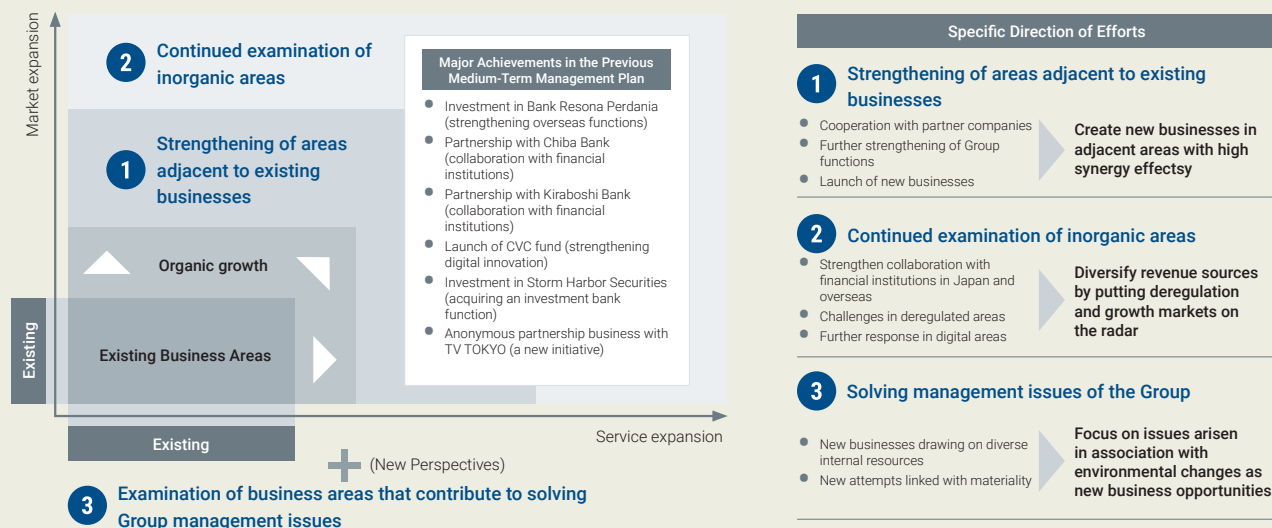 Market expansion
2
Continued examination of
inorganic areas
1
Strengthening of areas
adjacent to existing
businesses
Organic growth
Existing Business Areas
Existing
Existing
Service expansion
(New Perspectives)
3
Examination of business areas that contribute to solving
Group management issues
Major Achievements in the Previous
Medium-Term Management Plan
● Investment in Bank Resona Perdania
(strengthening overseas functions)
● Partnership with Chiba Bank
(collaboration with financial
institutions)
● Partnership with Kiraboshi Bank
(collaboration with financial
institutions)
● Launch of CVC fund (strengthening
digital innovation)
● Investment in Storm Harbor Securities
(acquiring an investment bank
function)
● Anonymous partnership business with
TV TOKYO (a new initiative)
Specific Direction of Efforts
1
Strengthening of areas adjacent to existing
businesses
● Cooperation with partner companies
● Further strengthening of Group
functions
● Launch of new businesses
Create new businesses in
adjacent areas with high
synergy effectsy
2
Continued examination of inorganic areas
● Strengthen collaboration with
financial institutions in Japan and
overseas
● Challenges in deregulated areas
● Further response in digital areas
Diversify revenue sources
by putting deregulation
and growth markets on
the radar
3
Solving management issues of the Group
● New businesses drawing on diverse
internal resources
● New attempts linked with materiality
Focus on issues arisen
in association with
environmental changes as
new business opportunities